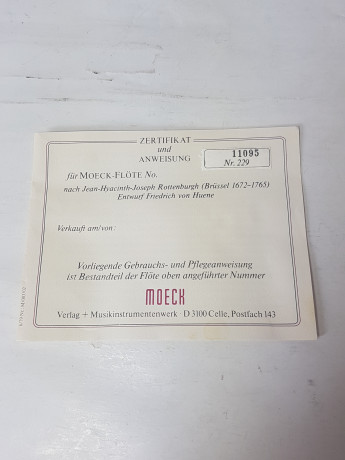 ZERTIFIKAT
und
ANWEISUNG
11095
Nr. 229
für MOECK-FLÖTE No.
nach Jean-Hyacinth-Joseph Rottenburgh (Brüssel 1672–1765)
Entwurf Friedrich von Huene
Verkauft am/von:
Vorliegende Gebrauchs- und Pflegeanweisung
ist Bestandteil der Flöte oben angeführter Nummer
MOECK
Verlag + Musikinstrumentenwerk · D 3100 Celle, Postfach 143